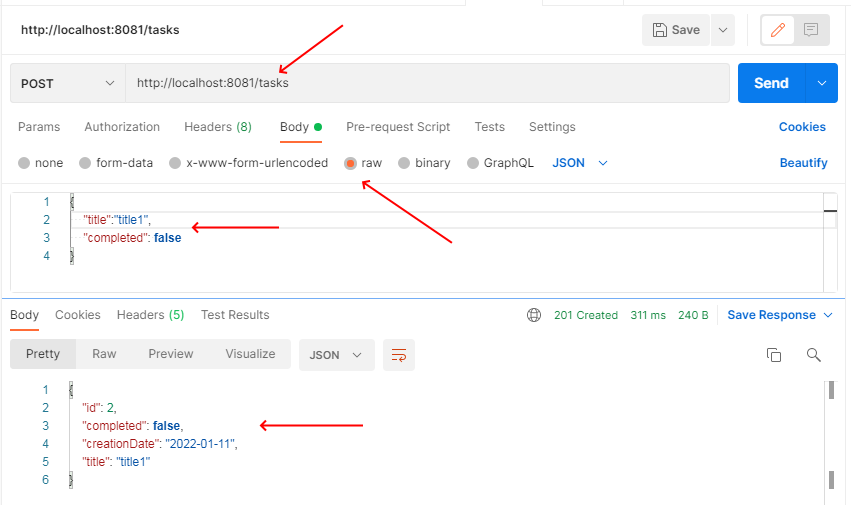 http://localhost:8081/tasks Save
POST http://localhost:8081/tasks Send
Params Authorization Headers (8) Body Pre-request Script Tests Settings Cookies
none form-data x-www-form-urlencoded raw binary GraphQL JSON Beautify
1 {
2 "title":"title1",
3 "completed": false
4 }
Body Cookies Headers (5) Test Results 201 Created 311 ms 240 B Save Response
Pretty Raw Preview Visualize JSON
1 {
2 "id": 2,
3 "completed": false,
4 "creationDate": "2022-01-11",
5 "title": "title1"
6 }